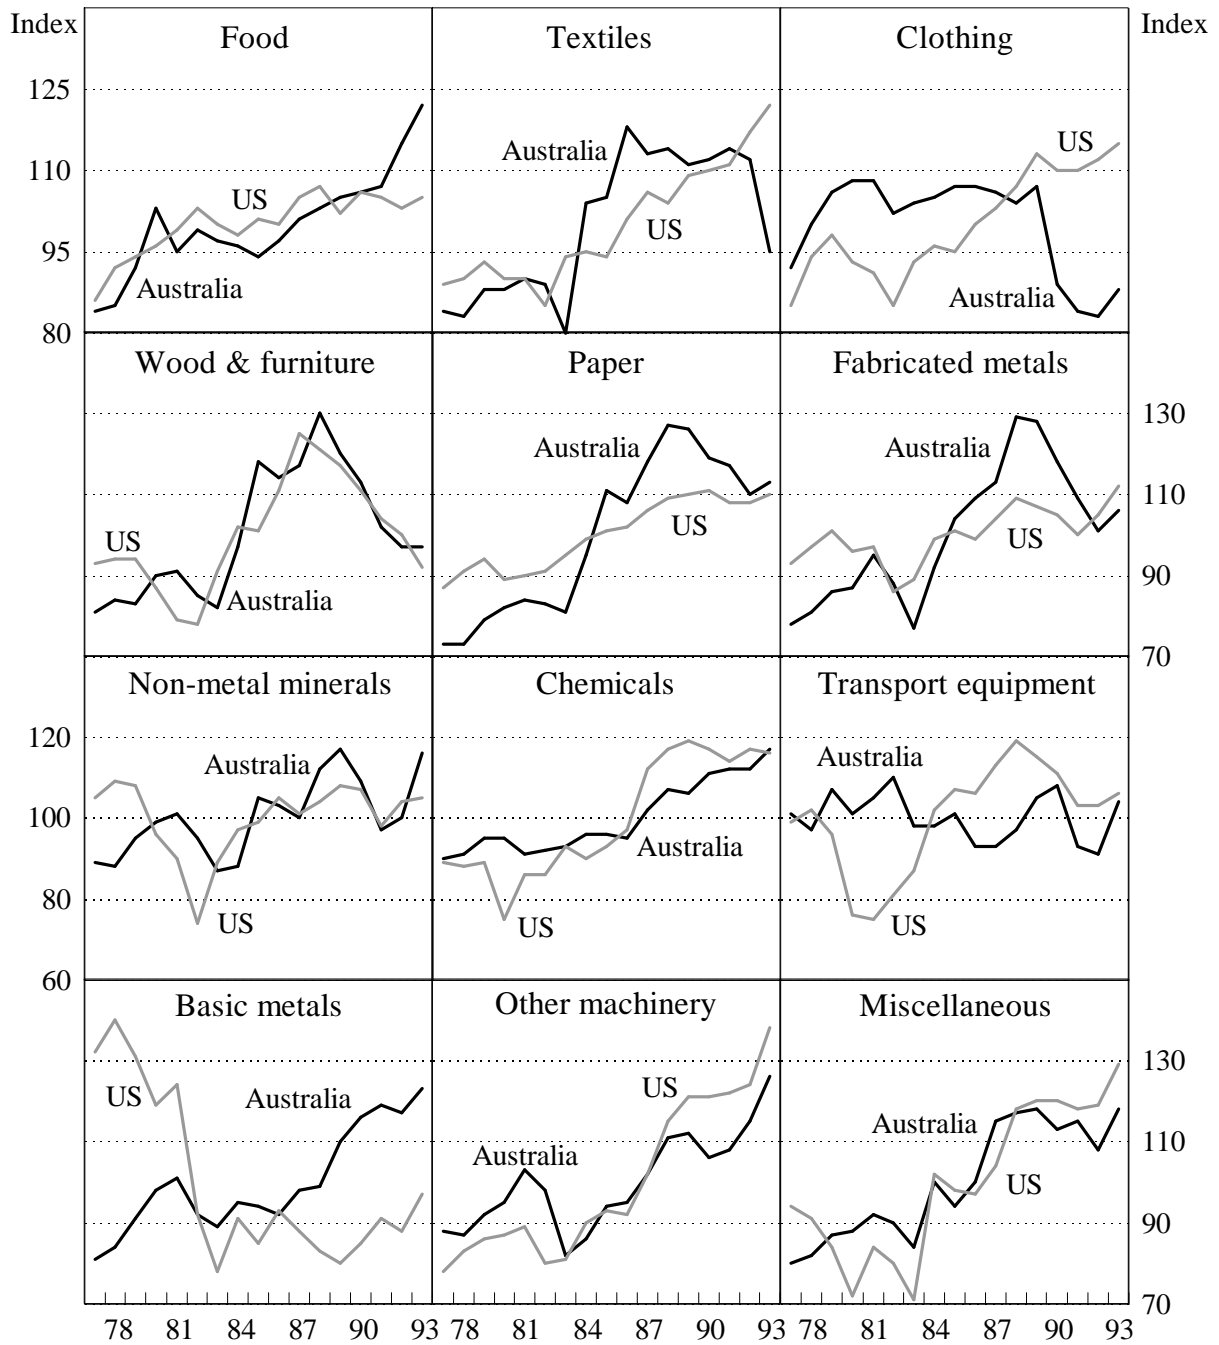 Index Index
Food Textiles Clothing
125
US
Australia
110
US
US
95
Australia
Australia
80
Wood & furniture Paper Fabricated metals
130
Australia Australia
110
US
US
US
90
Australia
70
Non-metal minerals Chemicals Transport equipment
120
Australia
Australia
100
Australia
80
US
US
US
60
Basic metals Other machinery Miscellaneous
130
US
US
Australia
Australia
110
Australia
US
90
70
78 81 84 87 90 93 78 81 84 87 90 93 78 81 84 87 90 93